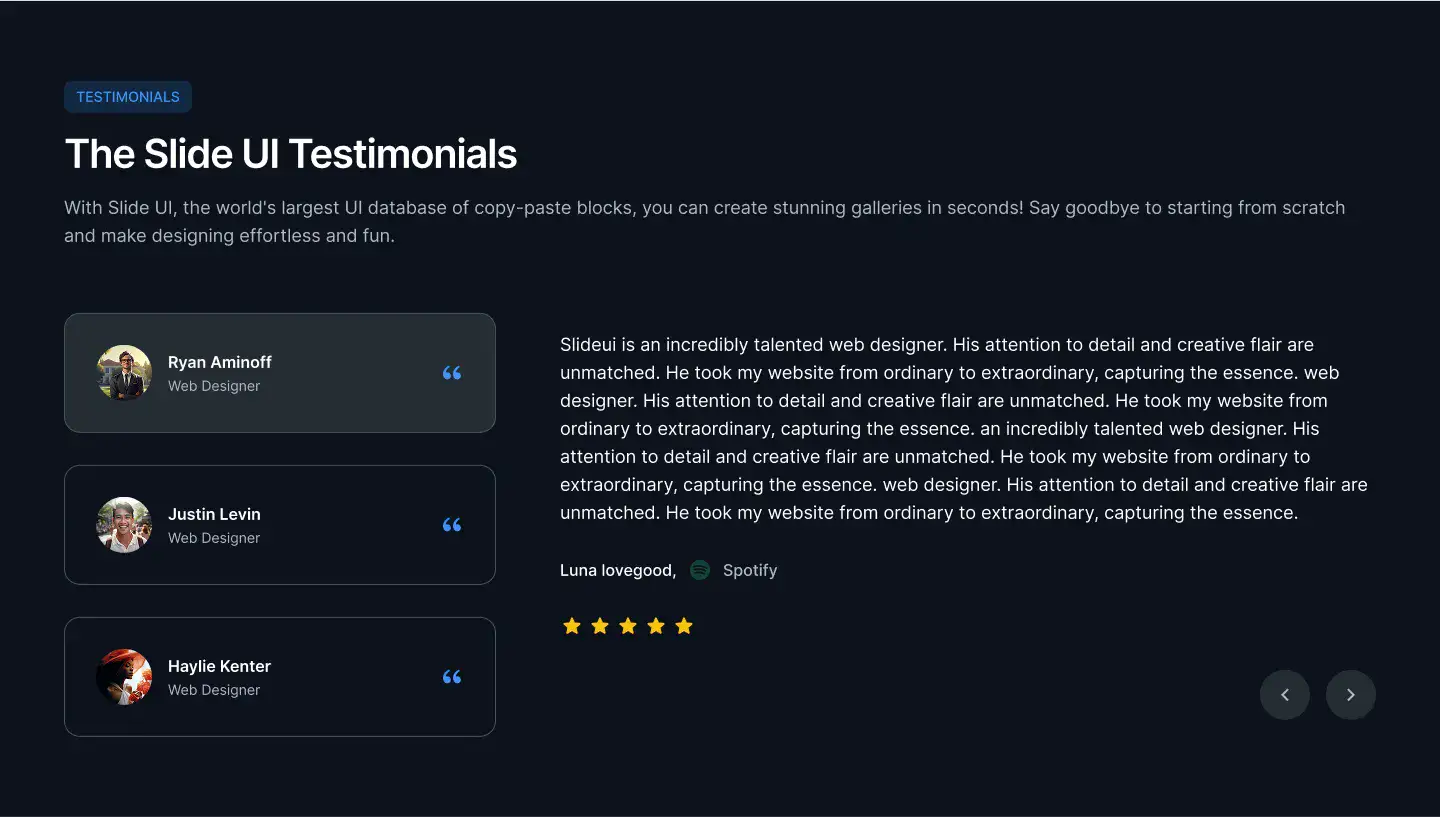 TESTIMONIALS
The Slide UI Testimonials
With Slide UI, the world's largest UI database of copy-paste blocks, you can create stunning galleries in seconds! Say goodbye to starting from scratch
and make designing effortless and fun.
Ryan Aminoff
Web Designer
“
Justin Levin
Web Designer
“
Haylie Kenter
Web Designer
“
Slideui is an incredibly talented web designer. His attention to detail and creative flair are
unmatched. He took my website from ordinary to extraordinary, capturing the essence. web
designer. His attention to detail and creative flair are unmatched. He took my website from
ordinary to extraordinary, capturing the essence. an incredibly talented web designer. His
attention to detail and creative flair are unmatched. He took my website from ordinary to
extraordinary, capturing the essence. web designer. His attention to detail and creative flair are
unmatched. He took my website from ordinary to extraordinary, capturing the essence.
Luna lovegood, Spotify